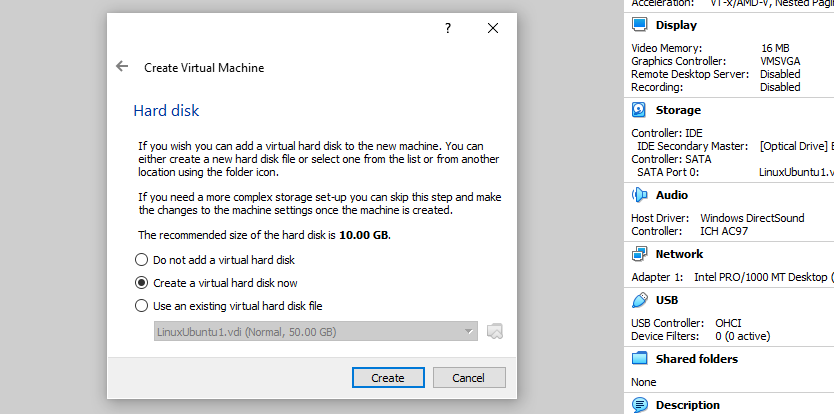 ?
Create Virtual Machine
Hard disk
If you wish you can add a virtual hard disk to the new machine. You can
either create a new hard disk file or select one from the list or from another
location using the folder icon.
If you need a more complex storage set-up you can skip this step and make
the changes to the machine settings once the machine is created.
The recommended size of the hard disk is 10.00 GB.
Do not add a virtual hard disk
Create a virtual hard disk now
Use an existing virtual hard disk file
LinuxUbuntu1.vdi (Normal, 50.00 GB)
Create Cancel
Acceleration: VT-x/AMD-V, Nested Pagin
Display
Video Memory: 16 MB
Graphics Controller: VMSVGA
Remote Desktop Server: Disabled
Recording: Disabled
Storage
Controller: IDE
IDE Secondary Master: [Optical Drive] E
Controller: SATA
SATA Port 0: LinuxUbuntu1.v
Audio
Host Driver: Windows DirectSound
Controller: ICH AC97
Network
Adapter 1: Intel PRO/1000 MT Desktop (
USB
USB Controller: OHCI
Device Filters: 0 (0 active)
Shared folders
None
Description